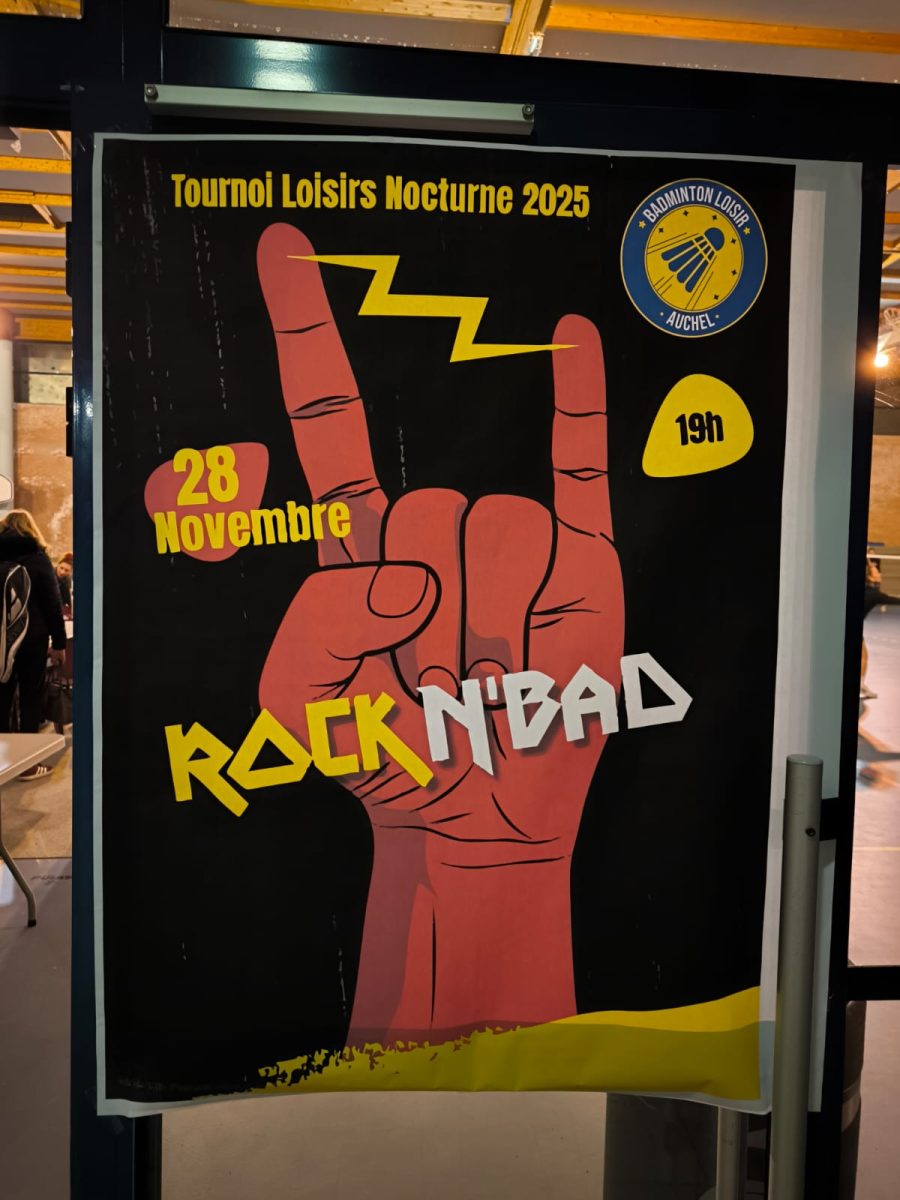 Tournoi Loisirs Nocturne 2025
BADMINTON LOISIR
AUCHEL
19h
28
Novembre
ROCK N'BAD